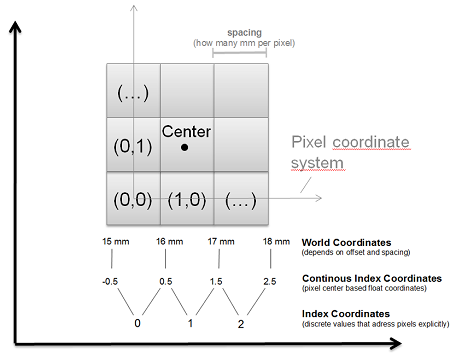 spacing
(how many mm per pixel)
(...)
Center
(0,1)
Pixel coordinate
system
(0,0) (1,0) (...)
15 mm 16 mm 17 mm 18 mm World Coordinates
(depends on offset and spacing)
-0.5 0.5 1.5 2.5 Continous Index Coordinates
(pixel center based float coordinates)
Index Coordinates
0 1 2 (discrete values that adress pixels explicitly)